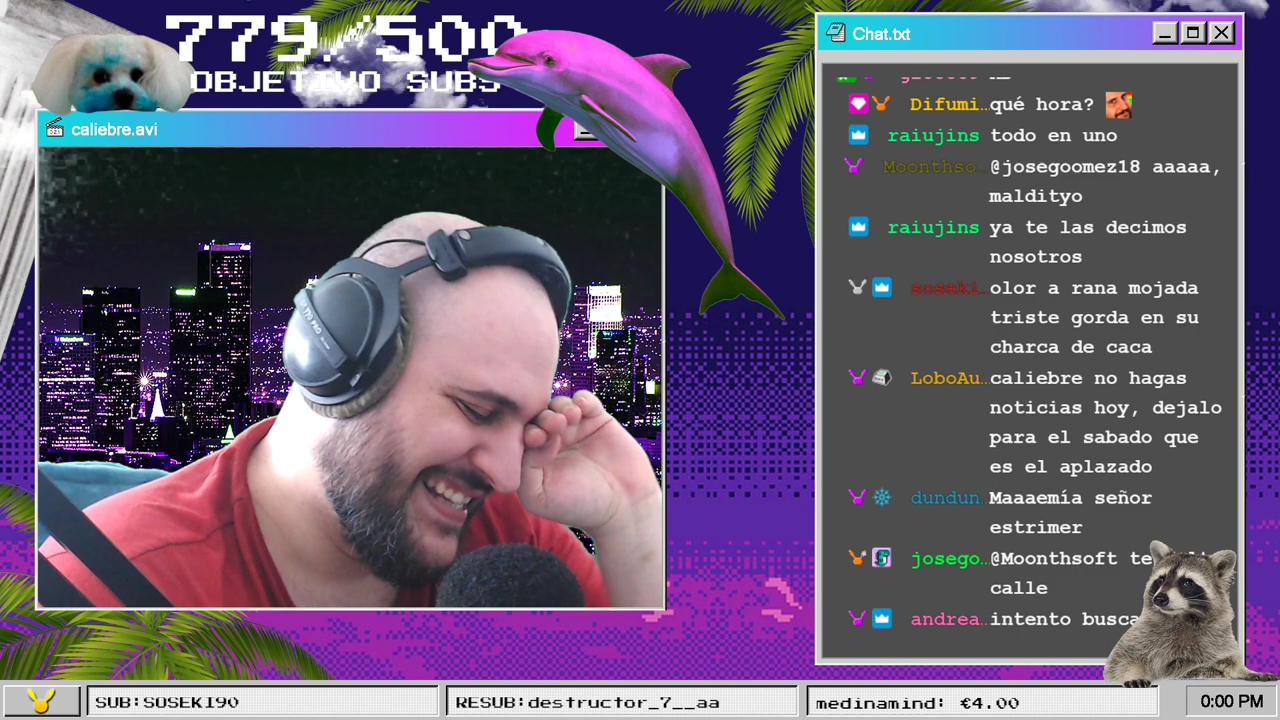 779/500
OBJETIVO SUBS
caliebre.avi
Chat.txt
Difumi…qué hora?
raiujins todo en uno
Moonthso… @josegoomez18 aaaaa,
maldityo
raiujins ya te las decimos
nosotros
soseki…olor a rana mojada
triste gorda en su
charca de caca
LoboAu…caliebre no hagas
noticias hoy, dejalo
para el sabado que
es el aplazado
dundun…Maaaemía señor
estrimer
josego…@Moonthsoft
calle
andrea…intento
SUB:SOSEKI90
RESUB:destructor_7__aa
medinamind: €4.00
0:00 PM